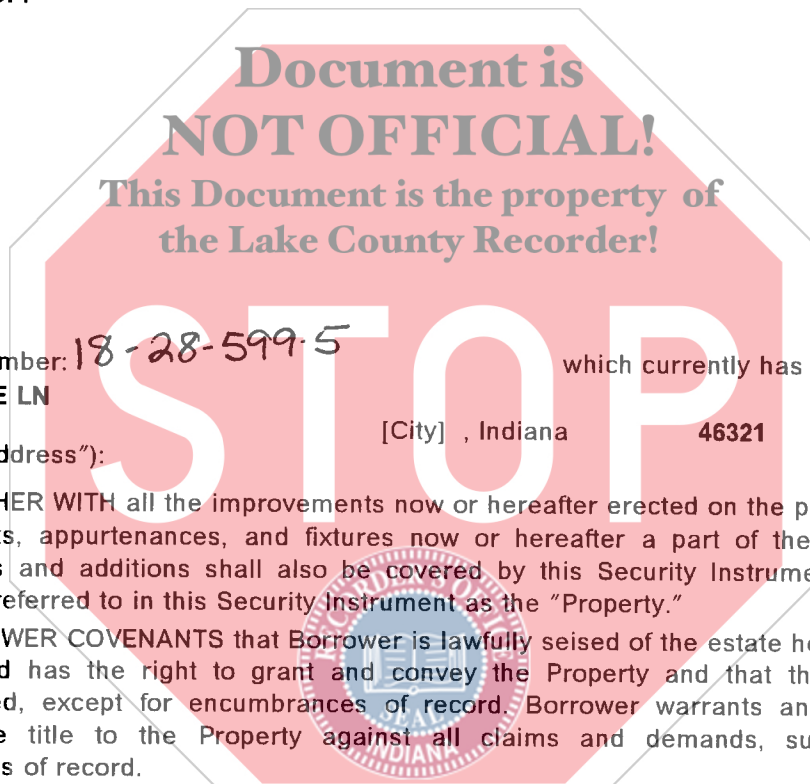 Document is
NOT OFFICIAL!
This Document is the property of
the Lake County Recorder!
STOP
mber: 18-28-599-5 which currently has
E LN
[City] , Indiana 46321
ddress"):
HER WITH all the improvements now or hereafter erected on the p
s, appurtenances, and fixtures now or hereafter a part of the
s and additions shall also be covered by this Security Instrume
referred to in this Security Instrument as the "Property."
WER COVENANTS that Borrower is lawfully seised of the estate he
d has the right to grant and convey the Property and that th
ed, except for encumbrances of record. Borrower warrants an
e title to the Property against all claims and demands, su
s of record.
RECORDER'S OFFICE
SEAL
INDIANA